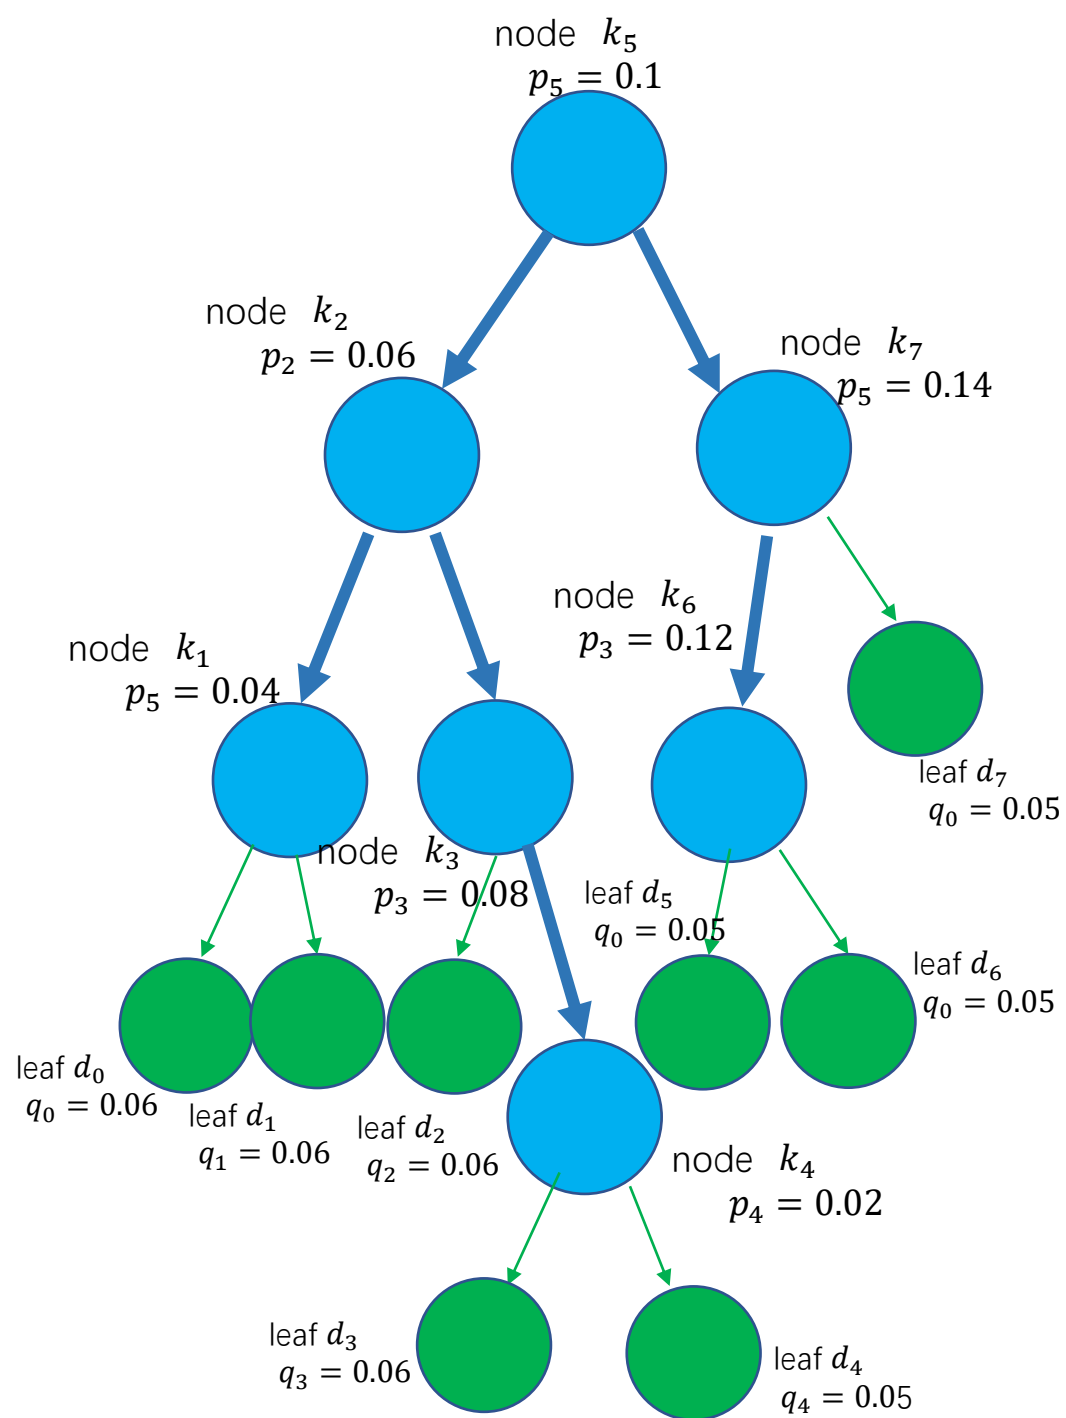 node k₅
p₅ = 0.1
node k₂
p₂ = 0.06
node k₇
p₅ = 0.14
node k₆
p₃ = 0.12
node k₁
p₅ = 0.04
leaf d₇
q₀ = 0.05
node k₃
p₃ = 0.08
leaf d₅
q₀ = 0.05
leaf d₆
q₀ = 0.05
leaf d₀
q₀ = 0.06
leaf d₁
q₁ = 0.06
leaf d₂
q₂ = 0.06
node k₄
p₄ = 0.02
leaf d₃
q₃ = 0.06
leaf d₄
q₄ = 0.05